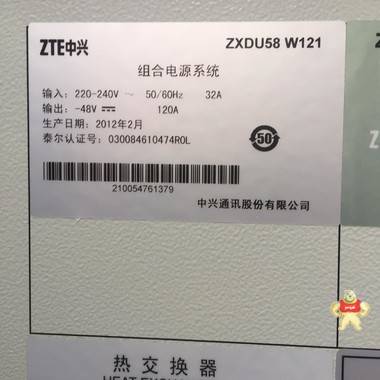 ZTE中兴 ZXDU58 W121
组合电源系统
输入: 220-240V ~ 50/60Hz 32A
输出: -48V ⎓ 120A
生产日期: 2012年2月
泰尔认证号: 030084610474R0L
50
210054761379
中兴通讯股份有限公司
热交换器